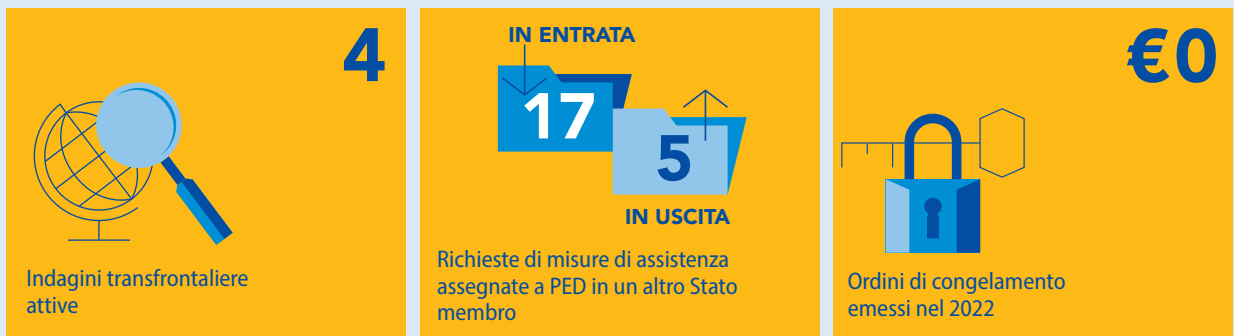 4
Indagini transfrontaliere
attive
IN ENTRATA
17
5
IN USCITA
Richieste di misure di assistenza
assegnate a PED in un altro Stato
membro
€0
Ordini di congelamento
emessi nel 2022